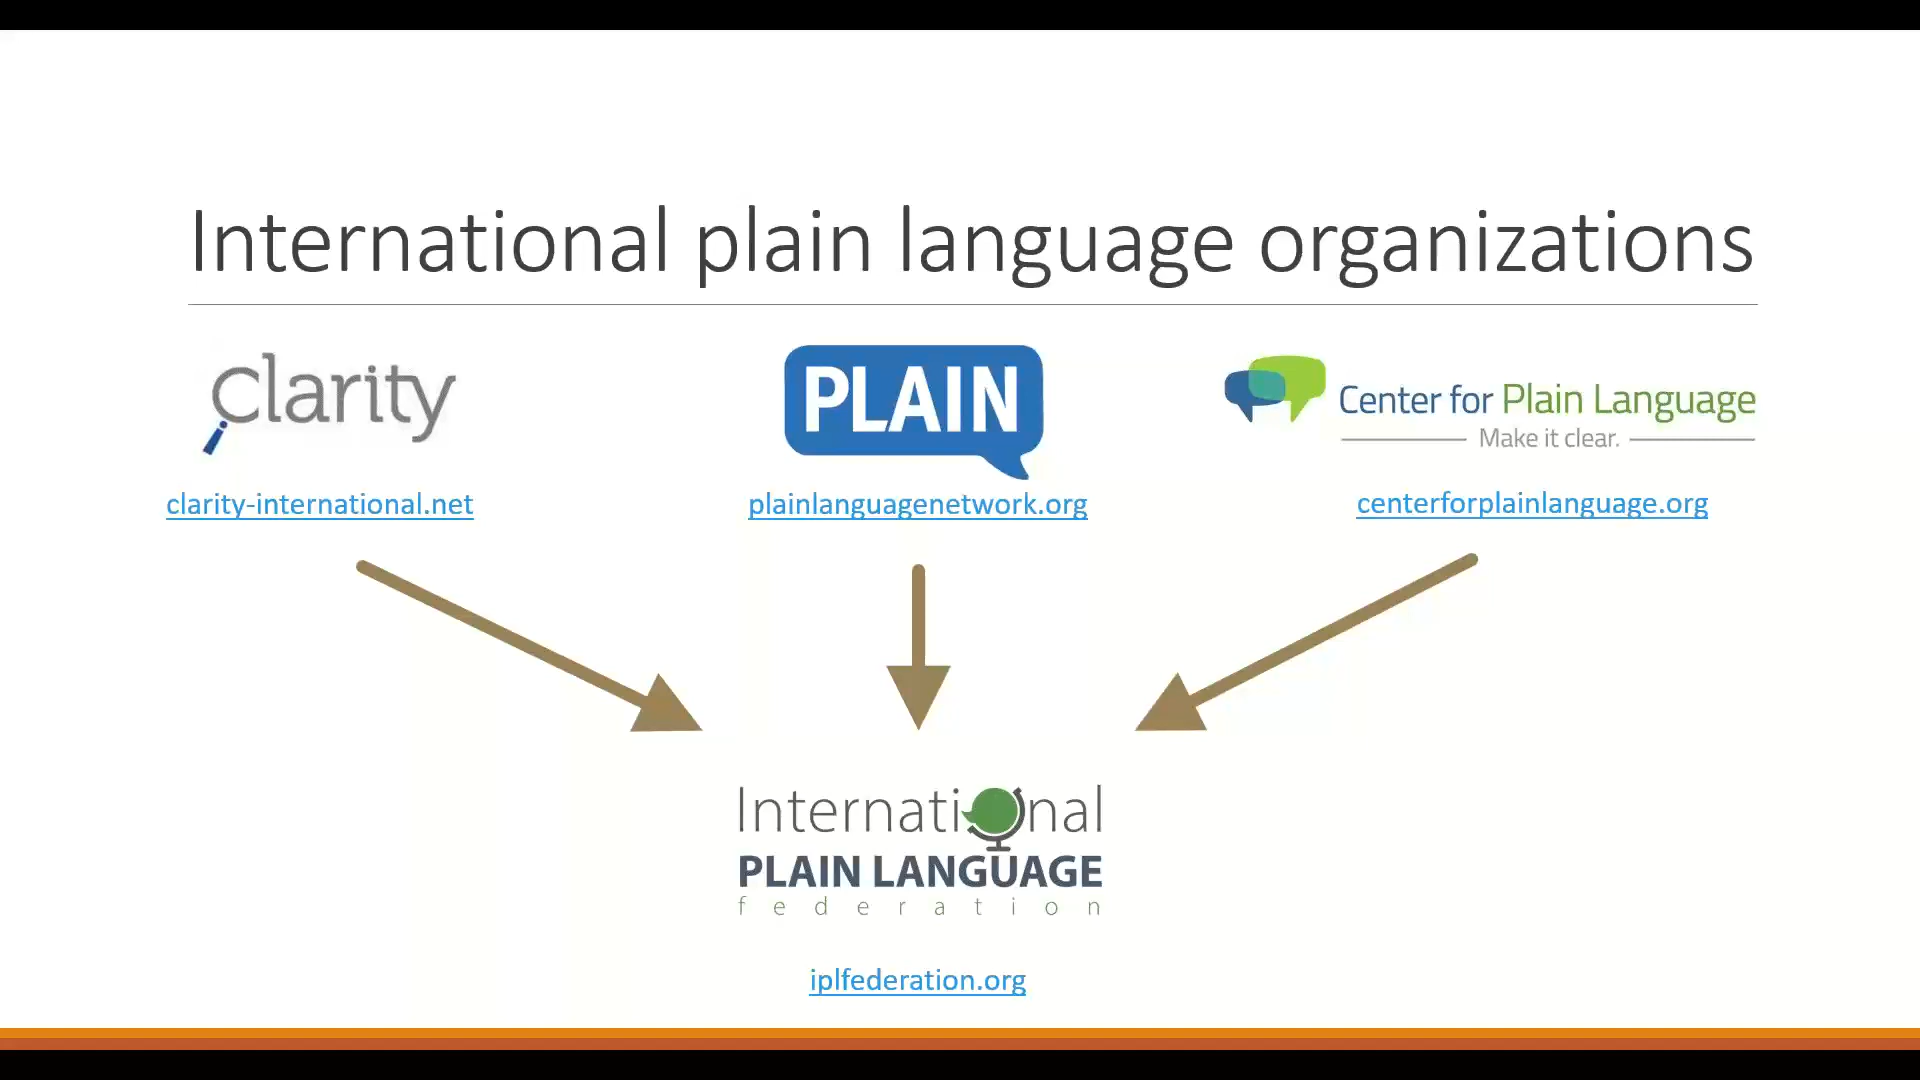 International plain language organizations
clarity
PLAIN
Center for Plain Language
Make it clear.
clarity-international.net
plainlanguagenetwork.org
centerforplainlanguage.org
International
PLAIN LANGUAGE
federation
iplfederation.org